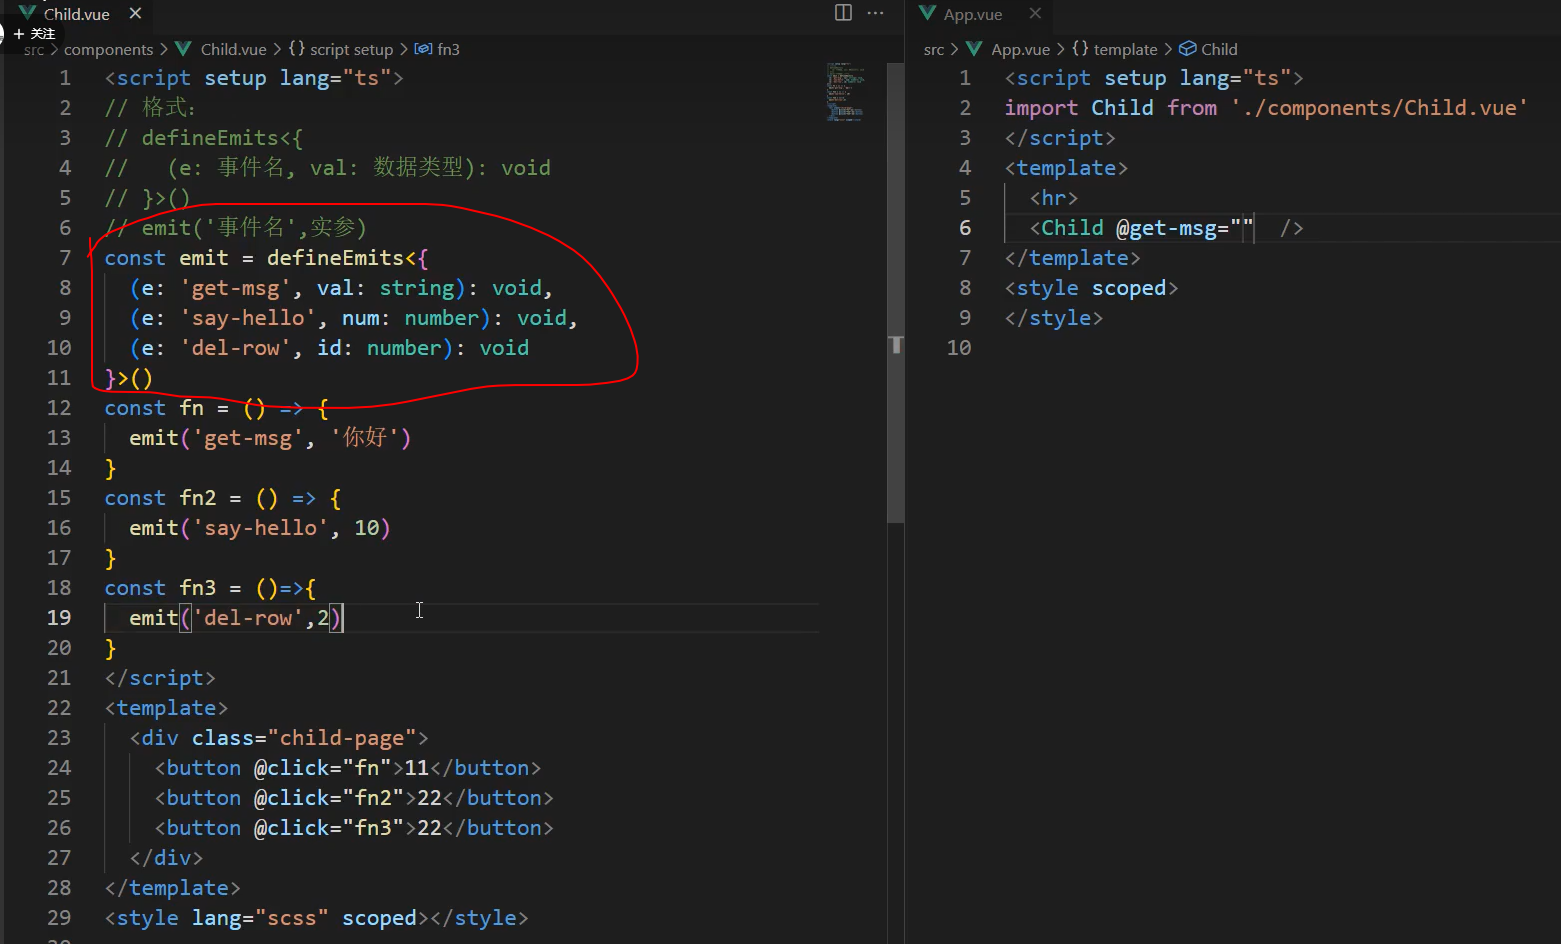 Child.vue
+ 关注
src > components > Child.vue > {} script setup > fn3
1 <script setup lang="ts">
2 // 格式：
3 // defineEmits<{
4 //   (e: 事件名, val: 数据类型): void
5 // }>()
6 // emit('事件名',实参)
7 const emit = defineEmits<{
8   (e: 'get-msg', val: string): void,
9   (e: 'say-hello', num: number): void,
10   (e: 'del-row', id: number): void
11 }>()
12 const fn = () => {
13   emit('get-msg', '你好')
14 }
15 const fn2 = () => {
16   emit('say-hello', 10)
17 }
18 const fn3 = ()=>{
19   emit('del-row',2)
20 }
21 </script>
22 <template>
23   <div class="child-page">
24     <button @click="fn">11</button>
25     <button @click="fn2">22</button>
26     <button @click="fn3">22</button>
27   </div>
28 </template>
29 <style lang="scss" scoped></style>
App.vue
src > App.vue > {} template > Child
1 <script setup lang="ts">
2 import Child from './components/Child.vue'
3 </script>
4 <template>
5   <hr>
6   <Child @get-msg=""  />
7 </template>
8 <style scoped>
9 </style>
10